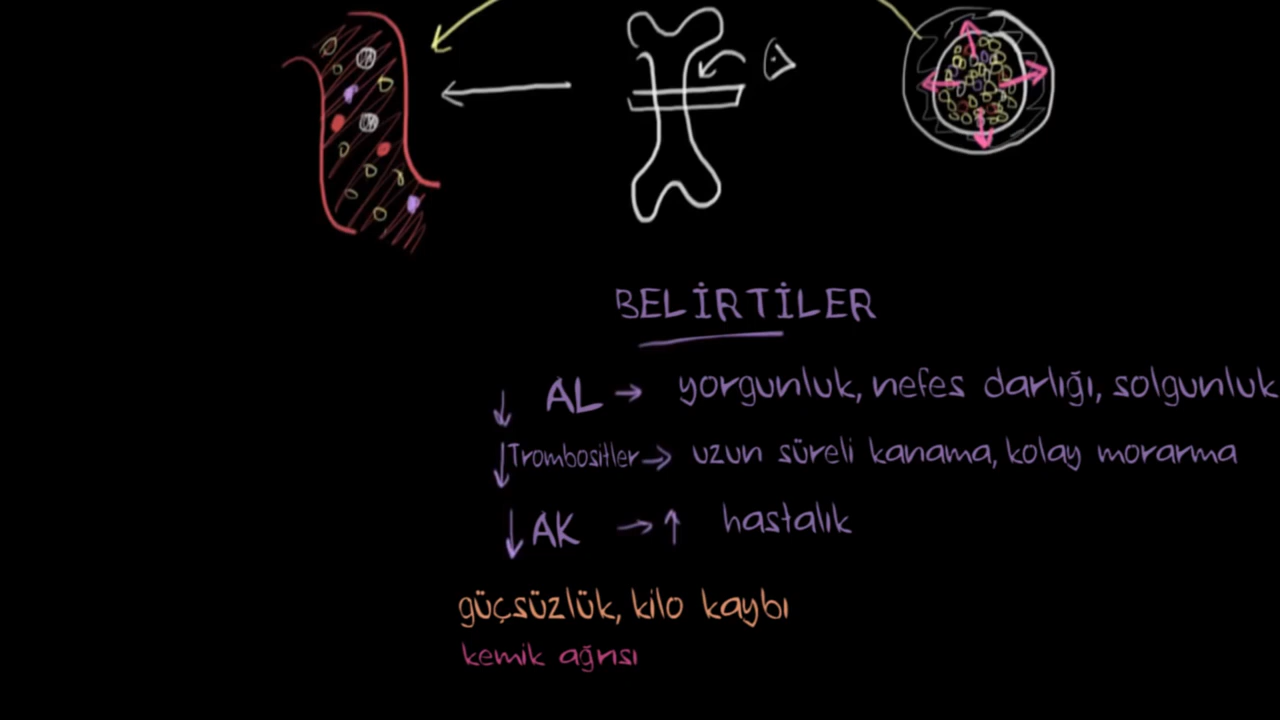 BELİRTİLER
↓ AL → yorgunluk, nefes darlığı, solgunluk
↓ Trombositler → uzun süreli kanama, kolay morarma
↓ AK → ↑ hastalık
güçsüzlük, kilo kaybı
kemik ağrısı